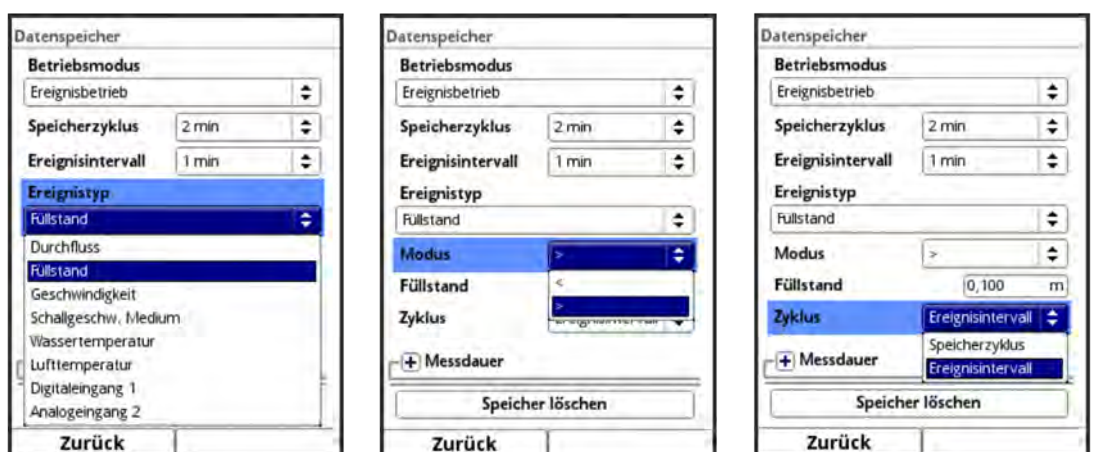 Datenspeicher
Betriebsmodus
Ereignisbetrieb
Speicherzyklus 2 min
Ereignisintervall 1 min
Ereignistyp
Füllstand
Durchfluss
Füllstand
Geschwindigkeit
Schallgeschw. Medium
Wassertemperatur
Lufttemperatur
Digitaleingang 1
Analogeingang 2
Zurück
Datenspeicher
Betriebsmodus
Ereignisbetrieb
Speicherzyklus 2 min
Ereignisintervall 1 min
Ereignistyp
Füllstand
Modus >
<
>
Füllstand
Zyklus
+ Messdauer
Speicher löschen
Zurück
Datenspeicher
Betriebsmodus
Ereignisbetrieb
Speicherzyklus 2 min
Ereignisintervall 1 min
Ereignistyp
Füllstand
Modus >
Füllstand 0,100 m
Zyklus Ereignisintervall
Speicherzyklus
Ereignisintervall
+ Messdauer
Speicher löschen
Zurück